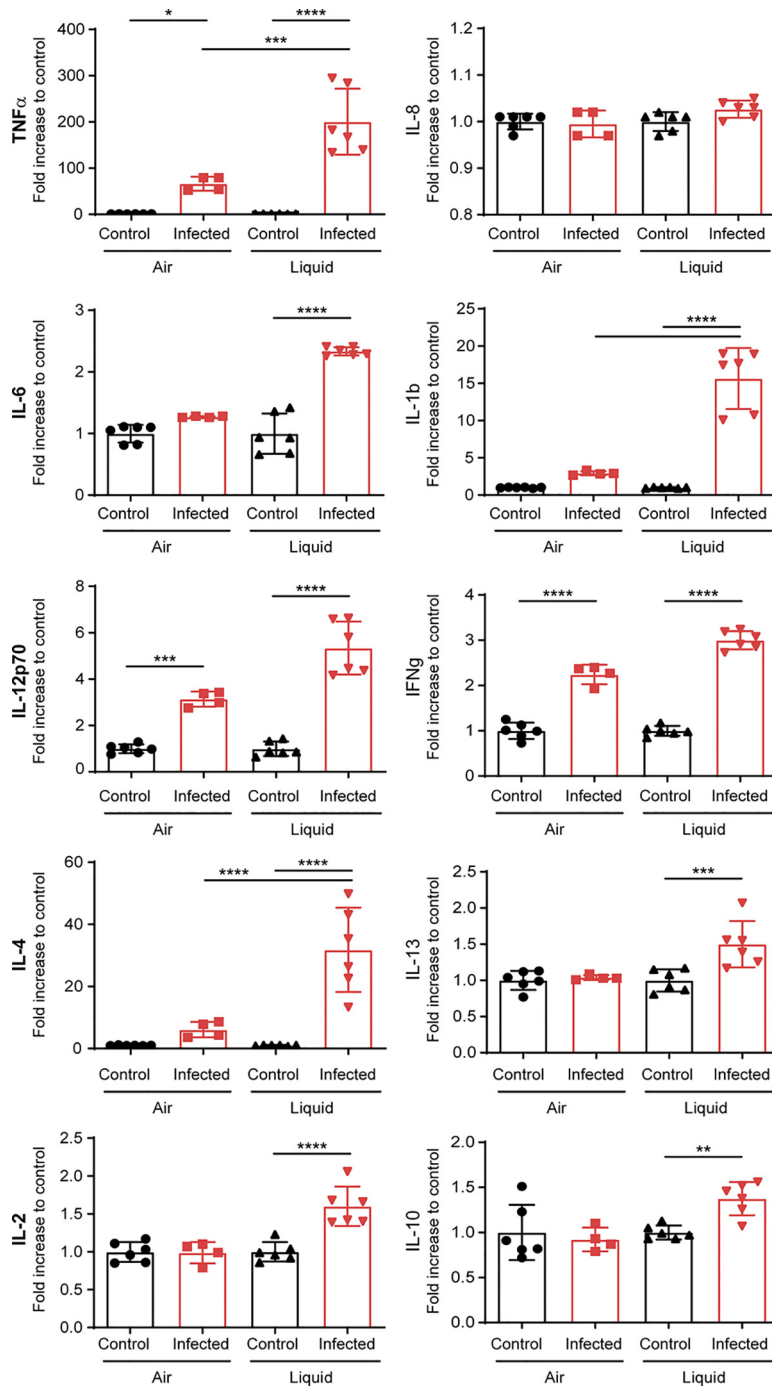 * ****
***
TNFα
Fold increase to control
400
300
200
100
0
Control Infected Control Infected
Air Liquid
IL-8
Fold increase to control
1.2
1.1
1.0
0.9
0.8
Control Infected Control Infected
Air Liquid
****
IL-6
Fold increase to control
3
2
1
0
Control Infected Control Infected
Air Liquid
****
IL-1b
Fold increase to control
25
20
15
10
5
0
Control Infected Control Infected
Air Liquid
****
***
IL-12p70
Fold increase to control
8
6
4
2
0
Control Infected Control Infected
Air Liquid
**** ****
IFNg
Fold increase to control
4
3
2
1
0
Control Infected Control Infected
Air Liquid
**** ****
IL-4
Fold increase to control
60
40
20
0
Control Infected Control Infected
Air Liquid
***
IL-13
Fold increase to control
2.5
2.0
1.5
1.0
0.5
0.0
Control Infected Control Infected
Air Liquid
****
IL-2
Fold increase to control
2.5
2.0
1.5
1.0
0.5
0.0
Control Infected Control Infected
Air Liquid
**
IL-10
Fold increase to control
2.0
1.0
1.5
1.0
0.5
0.0
Control Infected Control Infected
Air Liquid